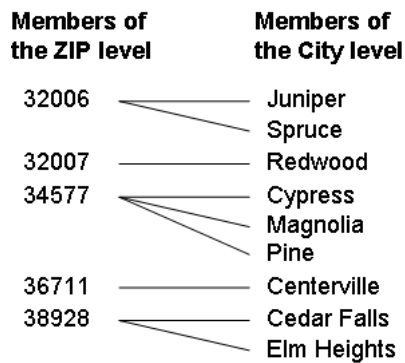 Members of the ZIP level
Members of the City level
32006
Juniper
Spruce
32007
Redwood
34577
Cypress
Magnolia
Pine
36711
Centerville
38928
Cedar Falls
Elm Heights